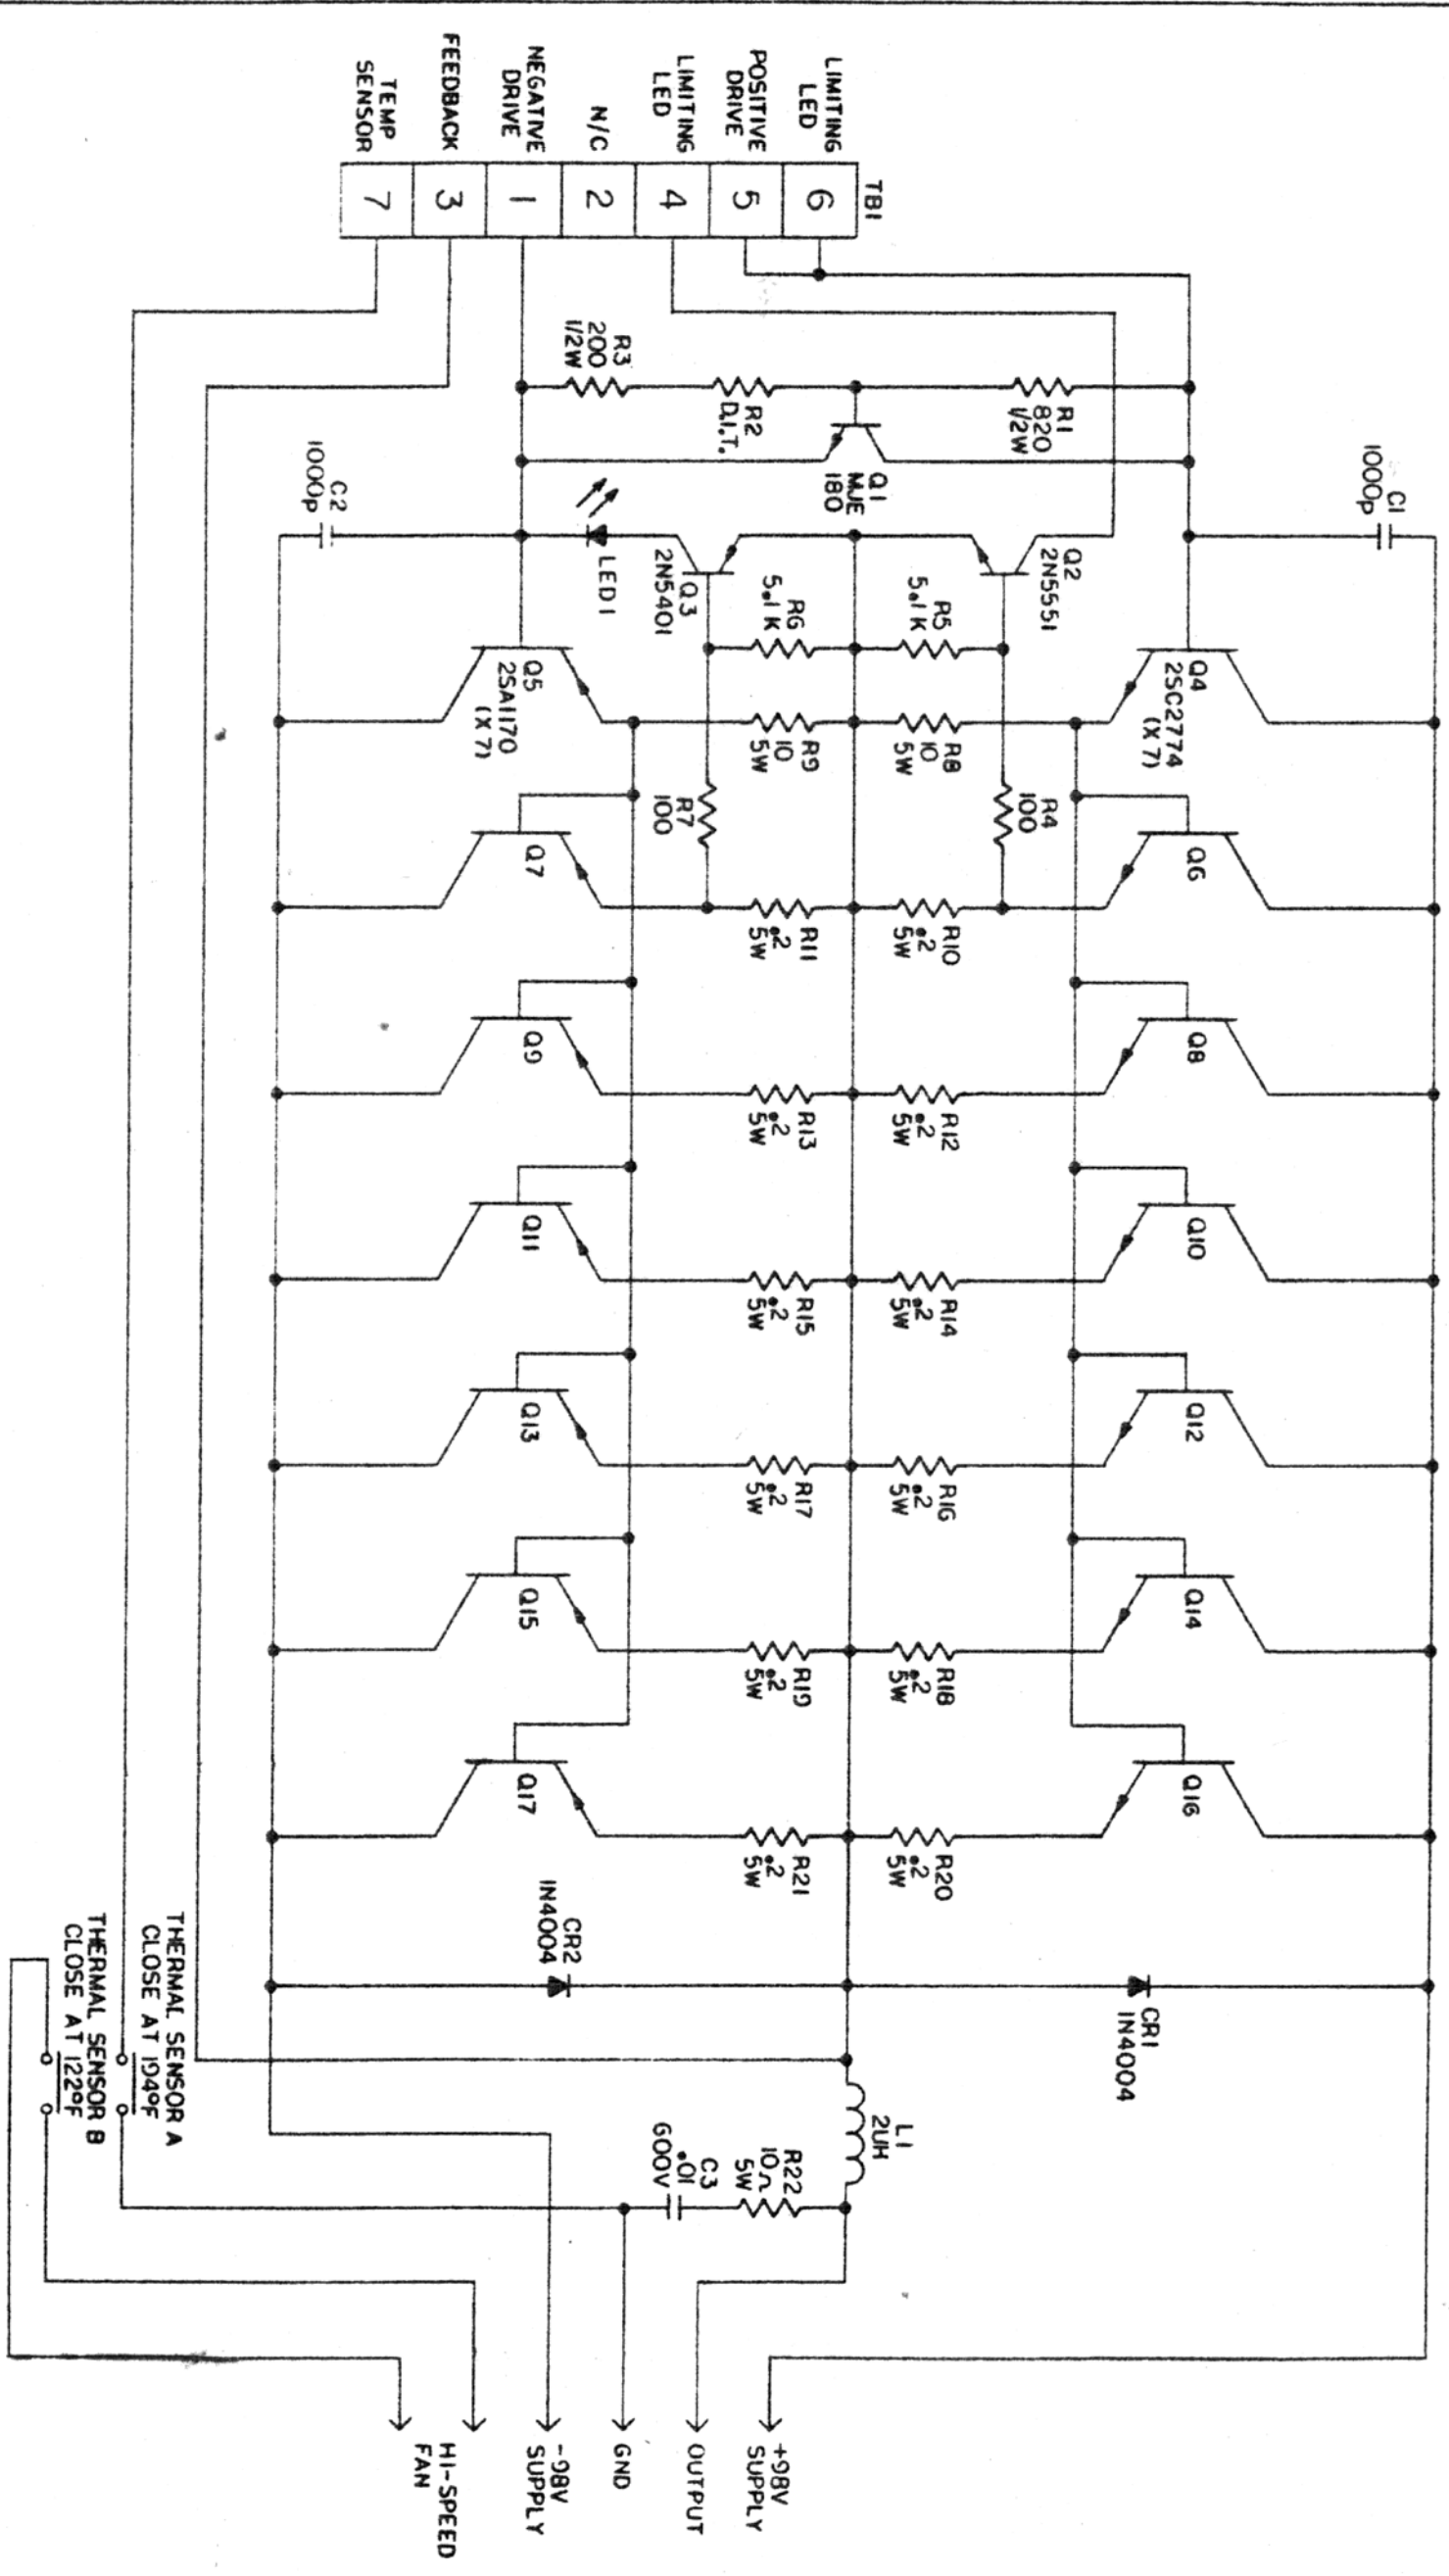 TB1
LIMITING
LED
6
POSITIVE
DRIVE
5
LIMITING
LED
4
N/C
2
NEGATIVE
DRIVE
1
FEEDBACK
3
TEMP
SENSOR
7
C1
1000p
R1
820
1/2W
Q1
MJE
180
R2
D.I.T.
R3
200
1/2W
C2
1000p
Q2
2N5551
Q3
2N5401
LED1
R5
5.1K
R6
5.1K
Q4
2SC2774
(X7)
Q5
2SA1170
(X7)
R8
10
5W
R9
10
5W
R4
100
R7
100
Q6
Q7
R10
.2
5W
R11
.2
5W
Q8
Q9
R12
.2
5W
R13
.2
5W
Q10
Q11
R14
.2
5W
R15
.2
5W
Q12
Q13
R16
.2
5W
R17
.2
5W
Q14
Q15
R18
.2
5W
R19
.2
5W
Q16
Q17
R20
.2
5W
R21
.2
5W
CR1
1N4004
CR2
1N4004
L1
2UH
R22
10Ω
5W
C3
.01
600V
THERMAL SENSOR A
CLOSE AT 194°F
THERMAL SENSOR B
CLOSE AT 122°F
+98V
SUPPLY
OUTPUT
GND
-98V
SUPPLY
HI-SPEED
FAN